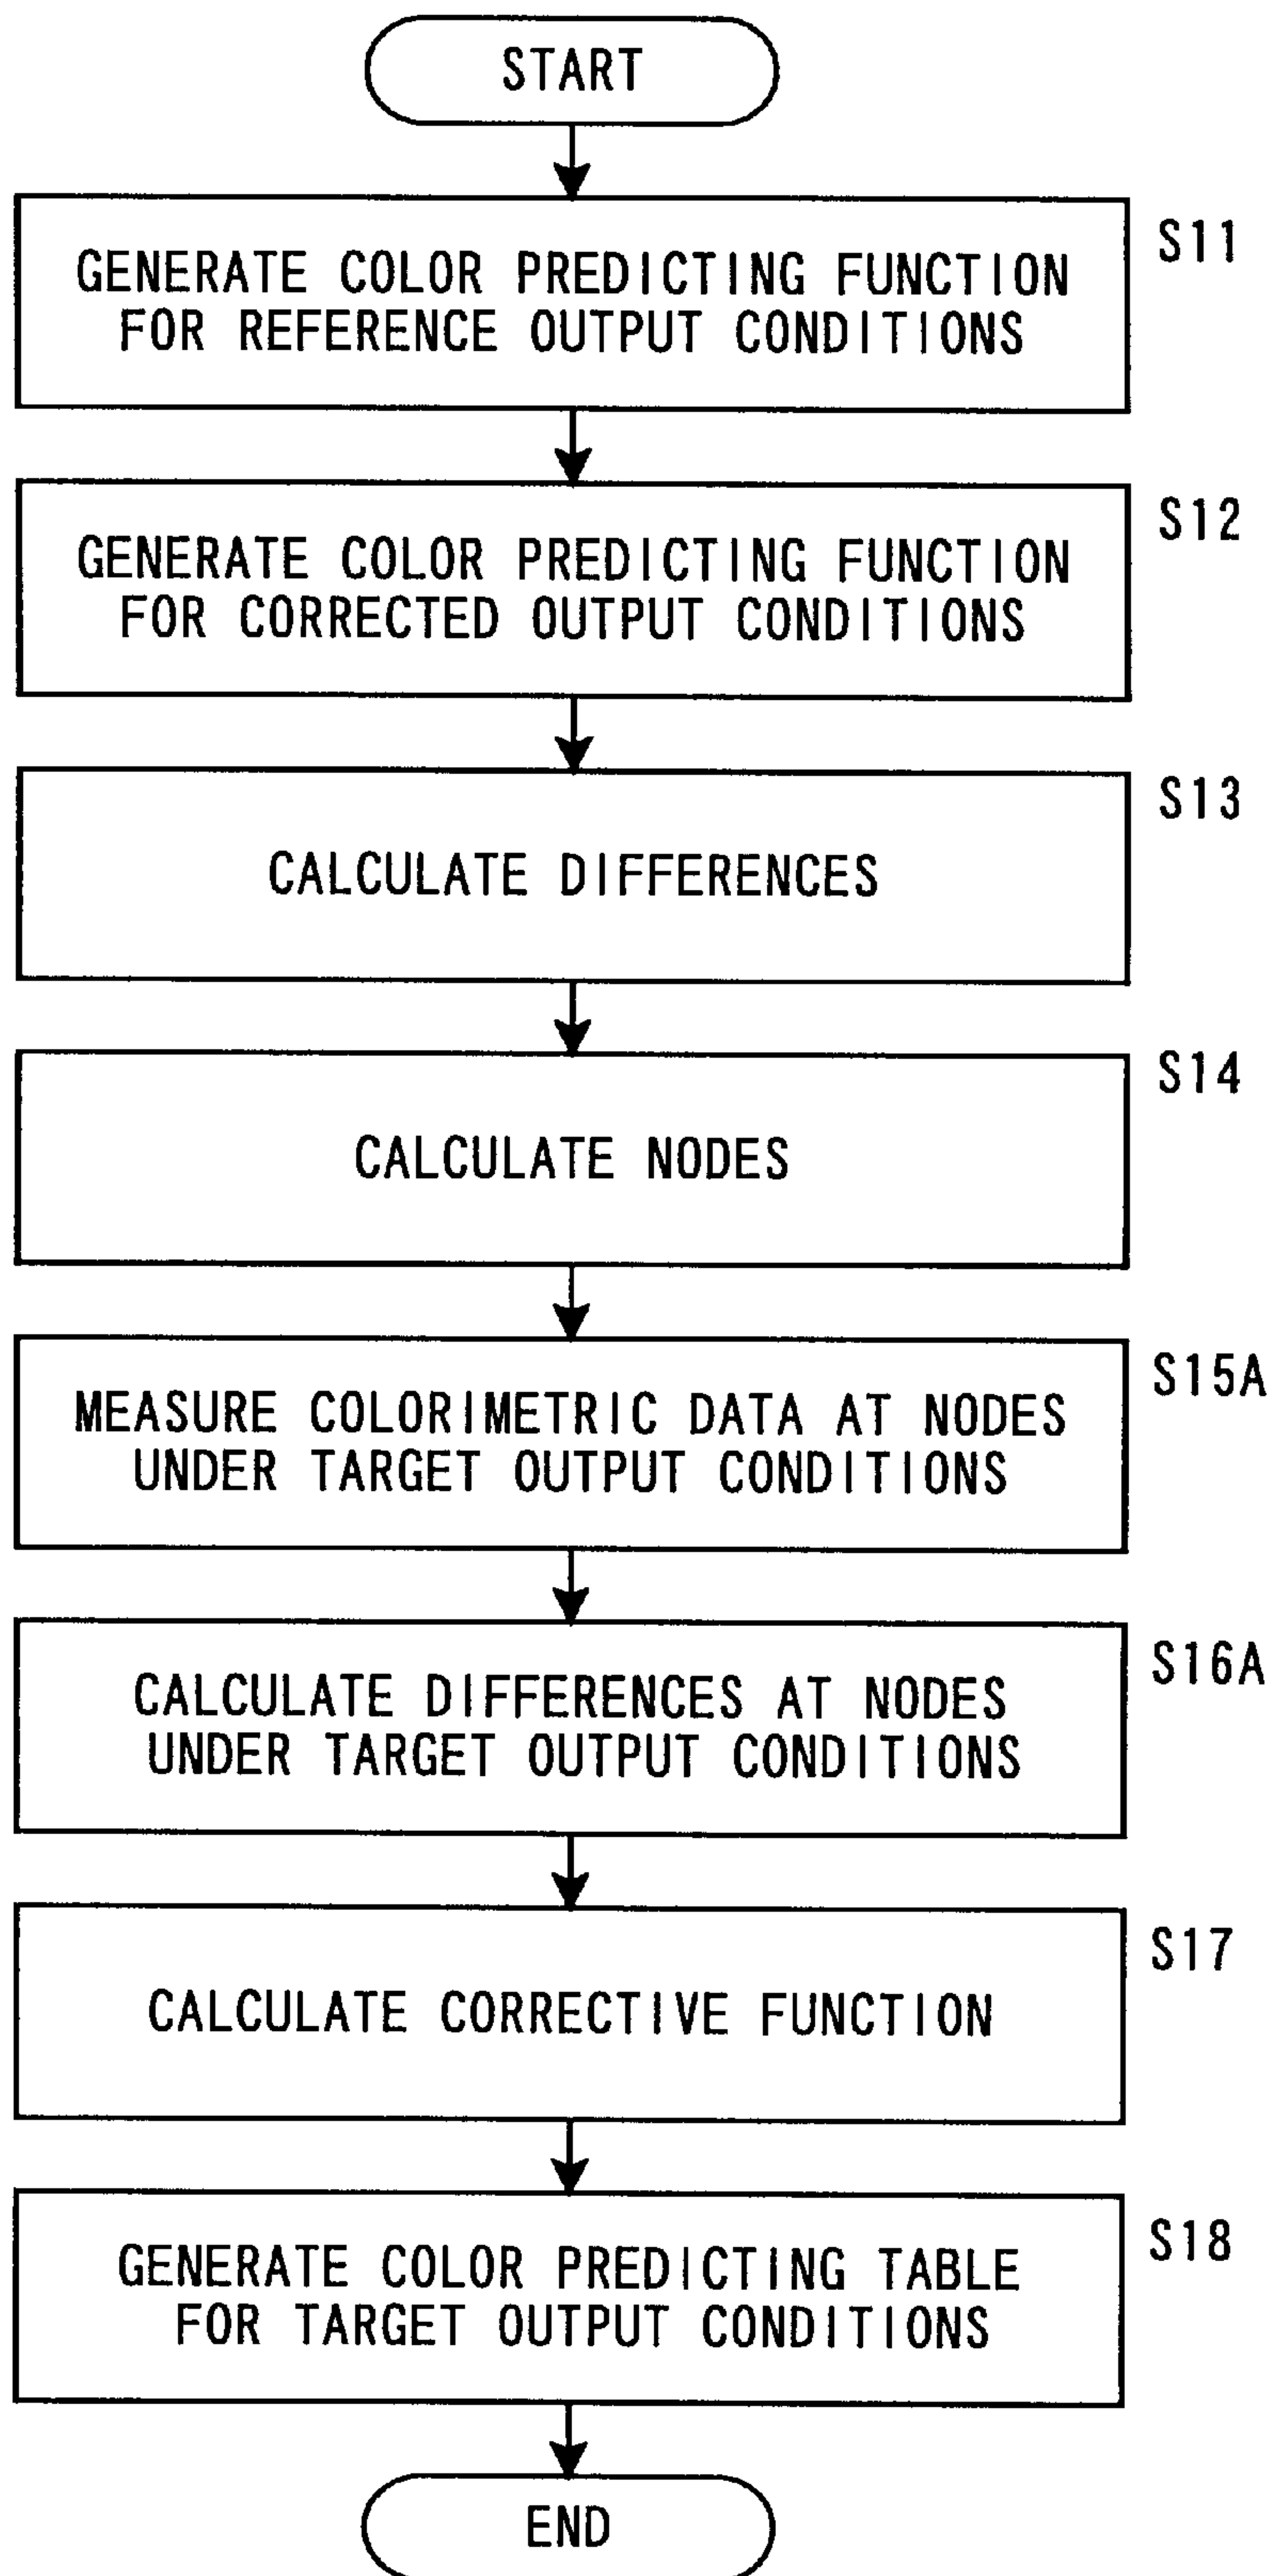 START
S11
GENERATE COLOR PREDICTING FUNCTION
FOR REFERENCE OUTPUT CONDITIONS
S12
GENERATE COLOR PREDICTING FUNCTION
FOR CORRECTED OUTPUT CONDITIONS
S13
CALCULATE DIFFERENCES
S14
CALCULATE NODES
S15A
MEASURE COLORIMETRIC DATA AT NODES
UNDER TARGET OUTPUT CONDITIONS
S16A
CALCULATE DIFFERENCES AT NODES
UNDER TARGET OUTPUT CONDITIONS
S17
CALCULATE CORRECTIVE FUNCTION
S18
GENERATE COLOR PREDICTING TABLE
FOR TARGET OUTPUT CONDITIONS
END